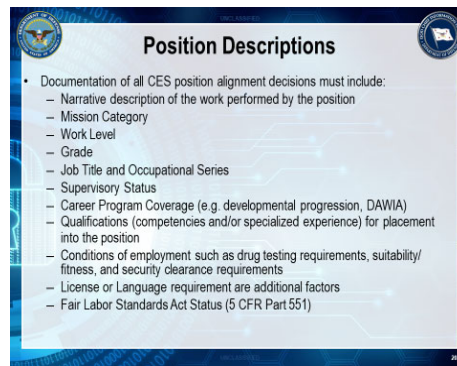 UNCLASSIFIED
Position Descriptions
• Documentation of all CES position alignment decisions must include:
– Narrative description of the work performed by the position
– Mission Category
– Work Level
– Grade
– Job Title and Occupational Series
– Supervisory Status
– Career Program Coverage (e.g. developmental progression, DAWIA)
– Qualifications (competencies and/or specialized experience) for placement
into the position
– Conditions of employment such as drug testing requirements, suitability/
fitness, and security clearance requirements
– License or Language requirement are additional factors
– Fair Labor Standards Act Status (5 CFR Part 551)
UNCLASSIFIED